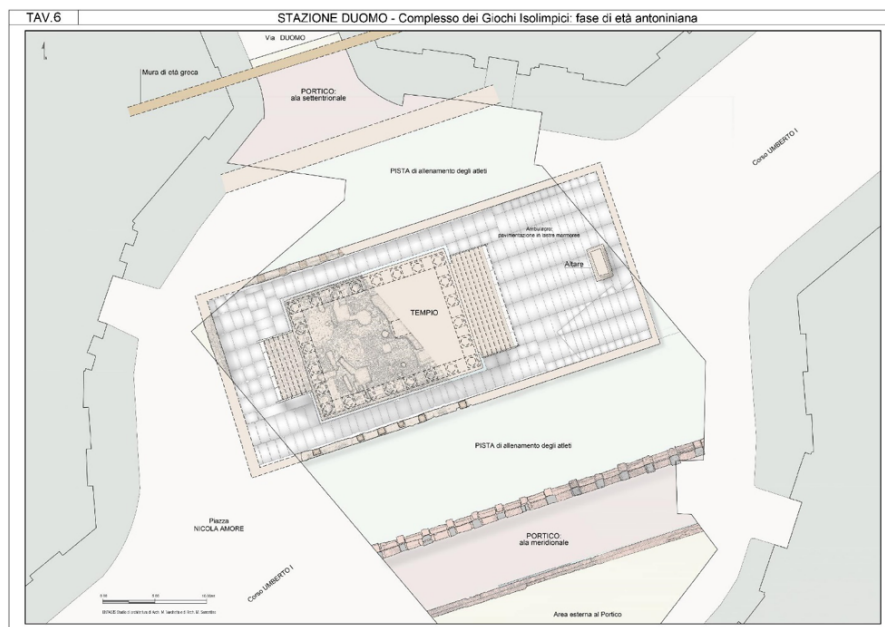 TAV.6
STAZIONE DUOMO - Complesso dei Giochi Isolimpici: fase di età antoniniana
Via DUOMO
Mura di età greca
PORTICO:
ala settentrionale
Corso UMBERTO I
PISTA di allenamento degli atleti
pavimentazione in lastre marmoree
Altare
TEMPIO
PISTA di allenamento degli atleti
Piazza
NICOLA AMORE
PORTICO:
ala meridionale
Corso UMBERTO I
Area esterna al Portico